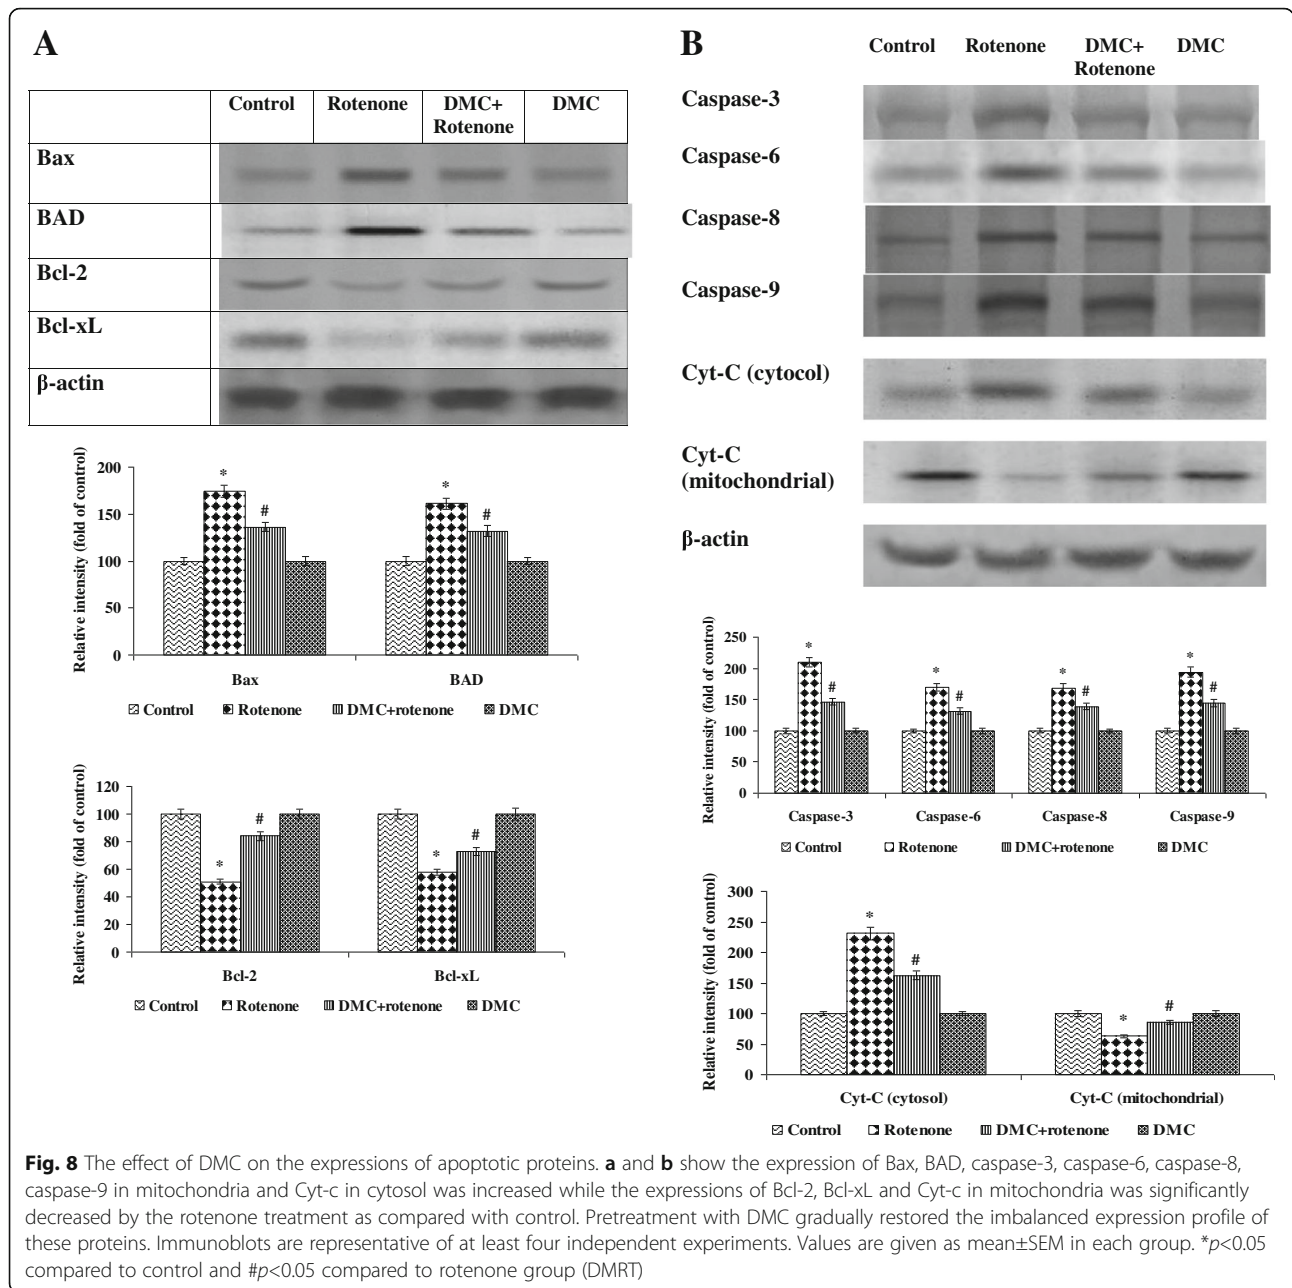 A
Control Rotenone DMC+ DMC
Rotenone
Bax
BAD
Bcl-2
Bcl-xL
β-actin
Relative intensity (fold of control)
200
150
100
50
0
*
#
*
#
Bax BAD
Control Rotenone DMC+rotenone DMC
Relative intensity (fold of control)
120
100
80
60
40
20
0
*
#
*
#
Bcl-2 Bcl-xL
Control Rotenone DMC+rotenone DMC
B
Control Rotenone DMC+ DMC
Rotenone
Caspase-3
Caspase-6
Caspase-8
Caspase-9
Cyt-C (cytocol)
Cyt-C
(mitochondrial)
β-actin
Relative intensity (fold of control)
250
200
150
100
50
0
*
#
*
#
*
#
*
#
Caspase-3 Caspase-6 Caspase-8 Caspase-9
Control Rotenone DMC+rotenone DMC
Relative intensity (fold of control)
300
250
200
150
100
50
0
*
#
*
#
Cyt-C (cytosol) Cyt-C (mitochondrial)
Control Rotenone DMC+rotenone DMC
Fig. 8 The effect of DMC on the expressions of apoptotic proteins. a and b show the expression of Bax, BAD, caspase-3, caspase-6, caspase-8,
caspase-9 in mitochondria and Cyt-c in cytosol was increased while the expressions of Bcl-2, Bcl-xL and Cyt-c in mitochondria was significantly
decreased by the rotenone treatment as compared with control. Pretreatment with DMC gradually restored the imbalanced expression profile of
these proteins. Immunoblots are representative of at least four independent experiments. Values are given as mean±SEM in each group. *p<0.05
compared to control and #p<0.05 compared to rotenone group (DMRT)